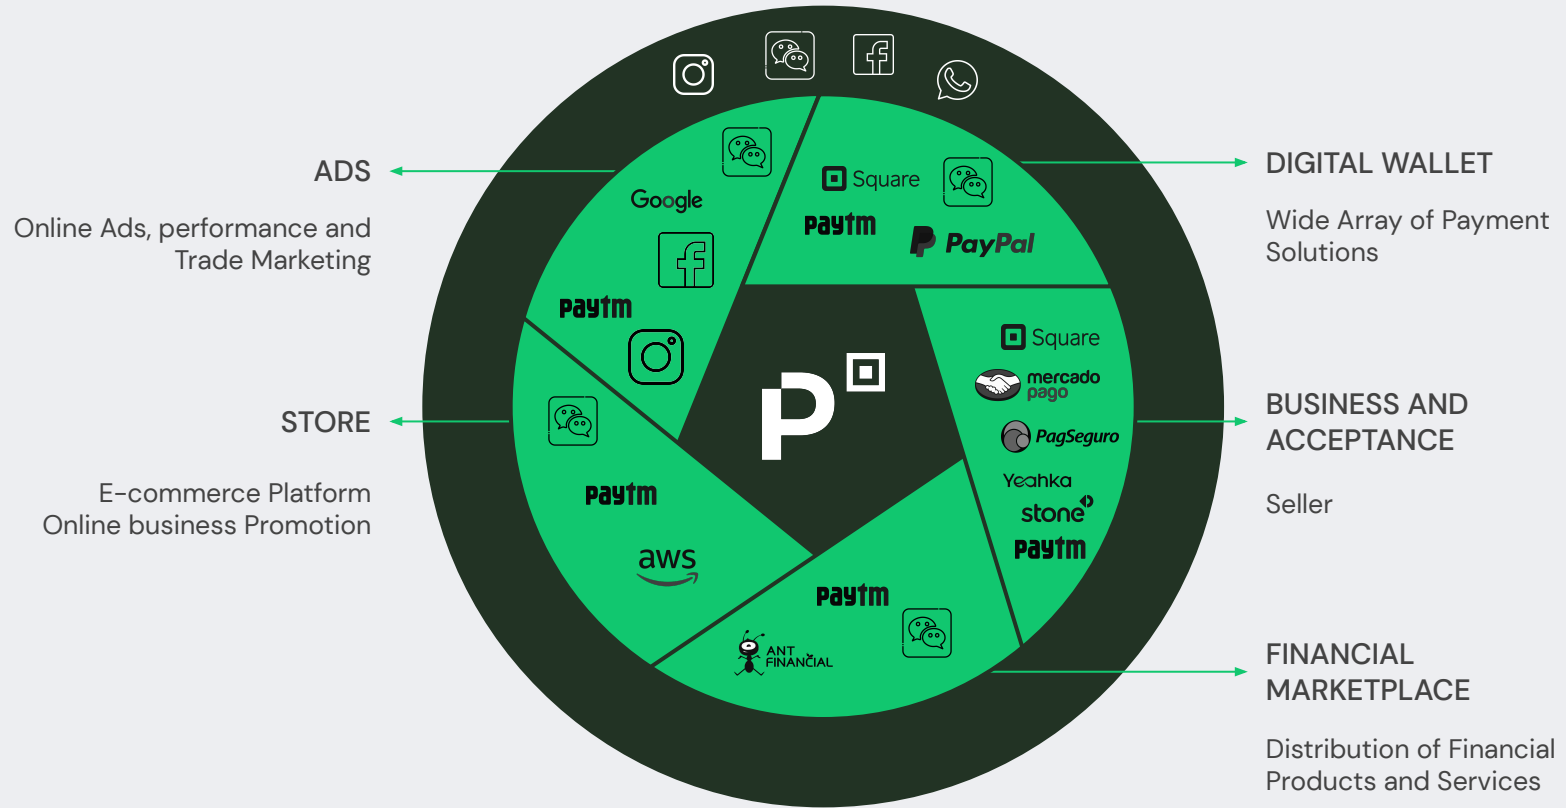 ADS
Online Ads, performance and
Trade Marketing
STORE
E-commerce Platform
Online business Promotion
Google
paytm
paytm
aws
Square
paytm
PayPal
Square
mercado
pago
PagSeguro
Yeahka
stone
paytm
paytm
ANT
FINANCIAL
P
DIGITAL WALLET
Wide Array of Payment
Solutions
BUSINESS AND
ACCEPTANCE
Seller
FINANCIAL
MARKETPLACE
Distribution of Financial
Products and Services